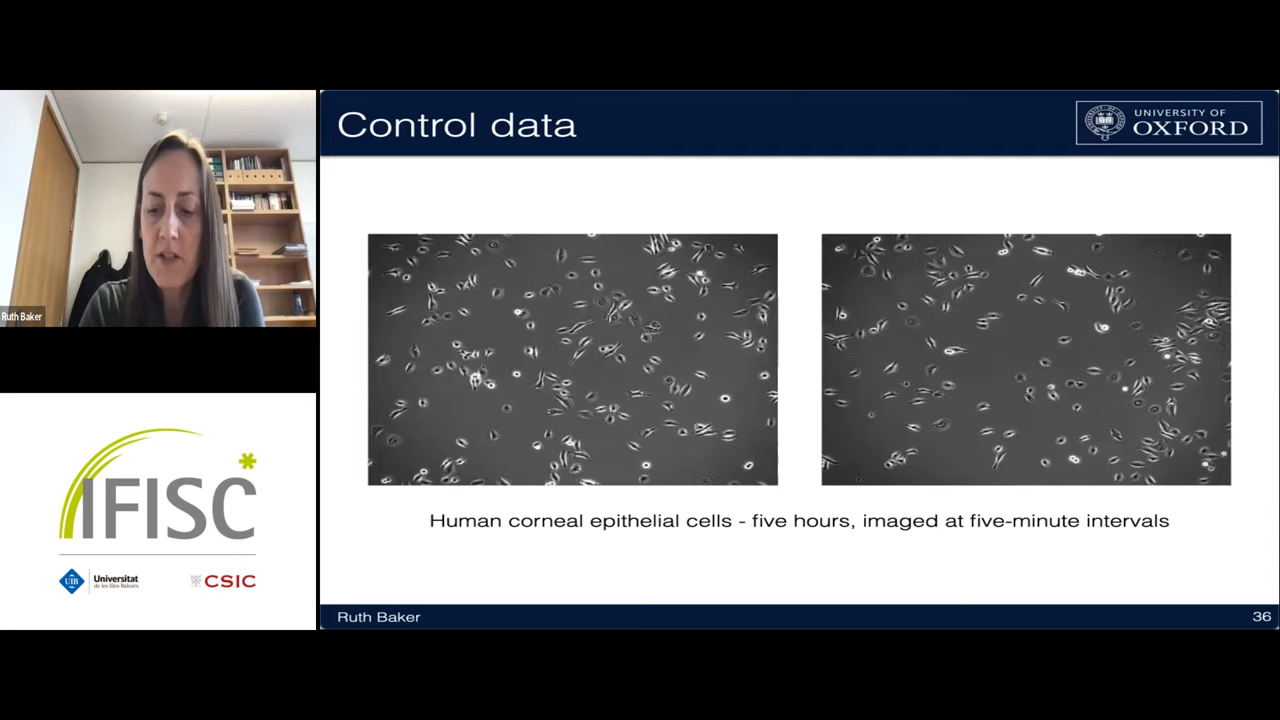 Control data
UNIVERSITY OF
OXFORD
Ruth Baker
Human corneal epithelial cells - five hours, imaged at five-minute intervals
IFISC
UIB
Universitat
de les Illes Balears
CSIC
Ruth Baker
36